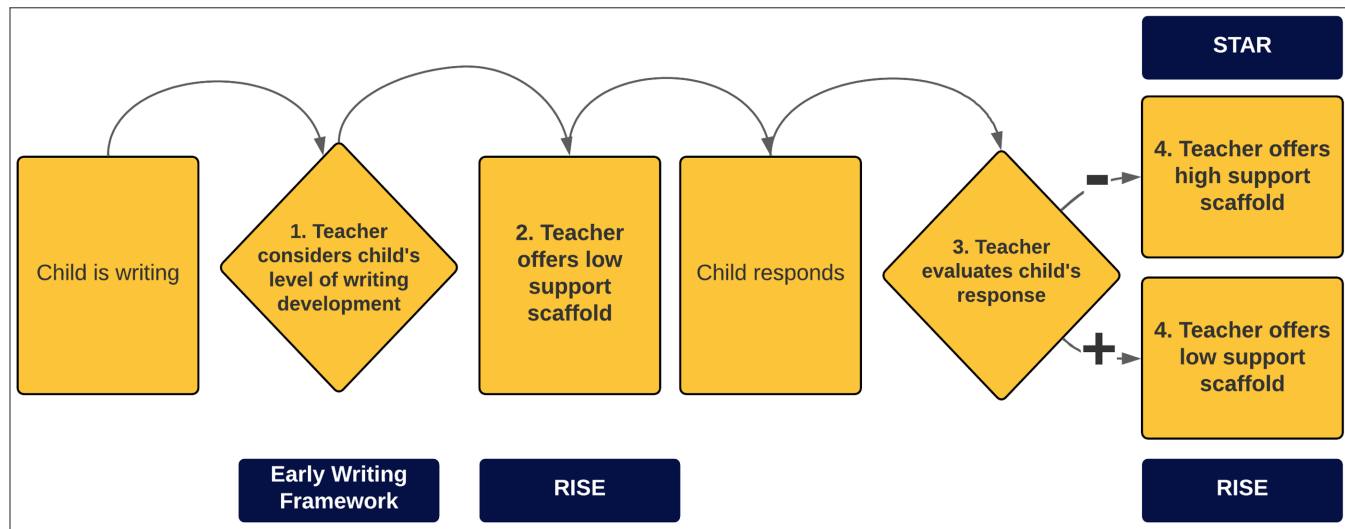 STAR
Child is writing
1. Teacher
considers child's
level of writing
development
2. Teacher
offers low
support
scaffold
Child responds
3. Teacher
evaluates child's
response
-
4. Teacher offers
high support
scaffold
+
4. Teacher offers
low support
scaffold
Early Writing
Framework
RISE
RISE